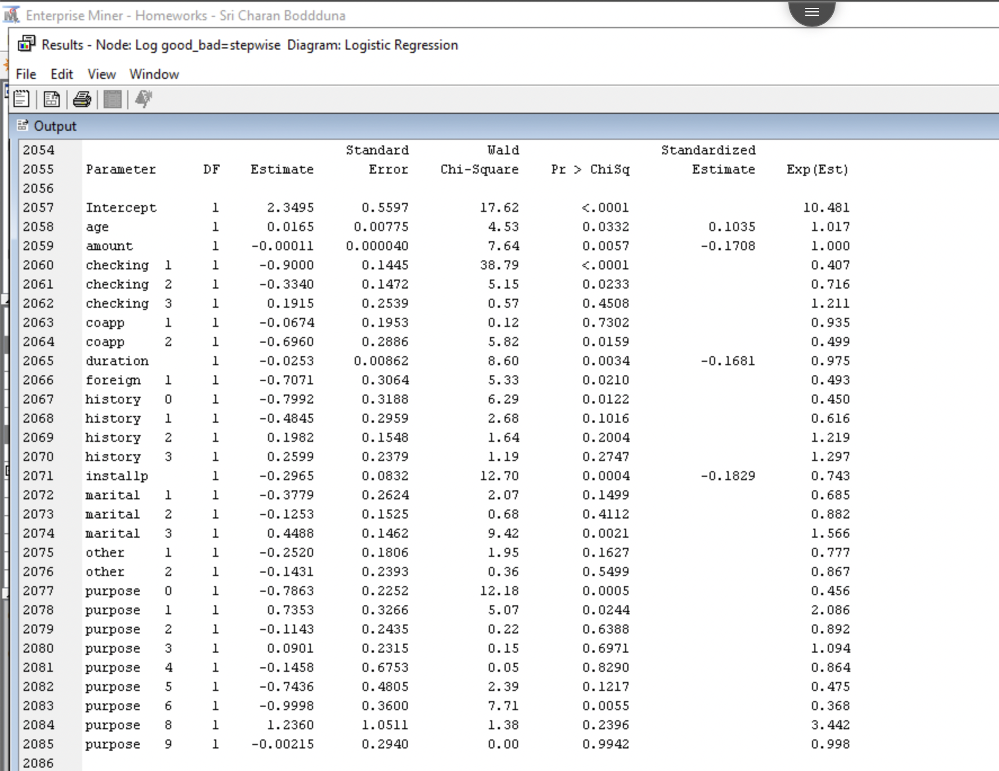 Enterprise Miner - Homeworks - Sri Charan Boddduna
Results - Node: Log good_bad=stepwise Diagram: Logistic Regression
File Edit View Window
Output
2054 Standard Wald Standardized
2055 Parameter DF Estimate Error Chi-Square Pr > ChiSq Estimate Exp(Est)
2056
2057 Intercept 1 2.3495 0.5597 17.62 <.0001 10.481
2058 age 1 0.0165 0.00775 4.53 0.0332 0.1035 1.017
2059 amount 1 -0.00011 0.000040 7.64 0.0057 -0.1708 1.000
2060 checking 1 1 -0.9000 0.1445 38.79 <.0001 0.407
2061 checking 2 1 -0.3340 0.1472 5.15 0.0233 0.716
2062 checking 3 1 0.1915 0.2539 0.57 0.4508 1.211
2063 coapp 1 1 -0.0674 0.1953 0.12 0.7302 0.935
2064 coapp 2 1 -0.6960 0.2886 5.82 0.0159 0.499
2065 duration 1 -0.0253 0.00862 8.60 0.0034 -0.1681 0.975
2066 foreign 1 1 -0.7071 0.3064 5.33 0.0210 0.493
2067 history 0 1 -0.7992 0.3188 6.29 0.0122 0.450
2068 history 1 1 -0.4845 0.2959 2.68 0.1016 0.616
2069 history 2 1 0.1982 0.1548 1.64 0.2004 1.219
2070 history 3 1 0.2599 0.2379 1.19 0.2747 1.297
2071 installp 1 -0.2965 0.0832 12.70 0.0004 -0.1829 0.743
2072 marital 1 1 -0.3779 0.2624 2.07 0.1499 0.685
2073 marital 2 1 -0.1253 0.1525 0.68 0.4112 0.882
2074 marital 3 1 0.4488 0.1462 9.42 0.0021 1.566
2075 other 1 1 -0.2520 0.1806 1.95 0.1627 0.777
2076 other 2 1 -0.1431 0.2393 0.36 0.5499 0.867
2077 purpose 0 1 -0.7863 0.2252 12.18 0.0005 0.456
2078 purpose 1 1 0.7353 0.3266 5.07 0.0244 2.086
2079 purpose 2 1 -0.1143 0.2435 0.22 0.6388 0.892
2080 purpose 3 1 0.0901 0.2315 0.15 0.6971 1.094
2081 purpose 4 1 -0.1458 0.6753 0.05 0.8290 0.864
2082 purpose 5 1 -0.7436 0.4805 2.39 0.1217 0.475
2083 purpose 6 1 -0.9998 0.3600 7.71 0.0055 0.368
2084 purpose 8 1 1.2360 1.0511 1.38 0.2396 3.442
2085 purpose 9 1 -0.00215 0.2940 0.00 0.9942 0.998
2086